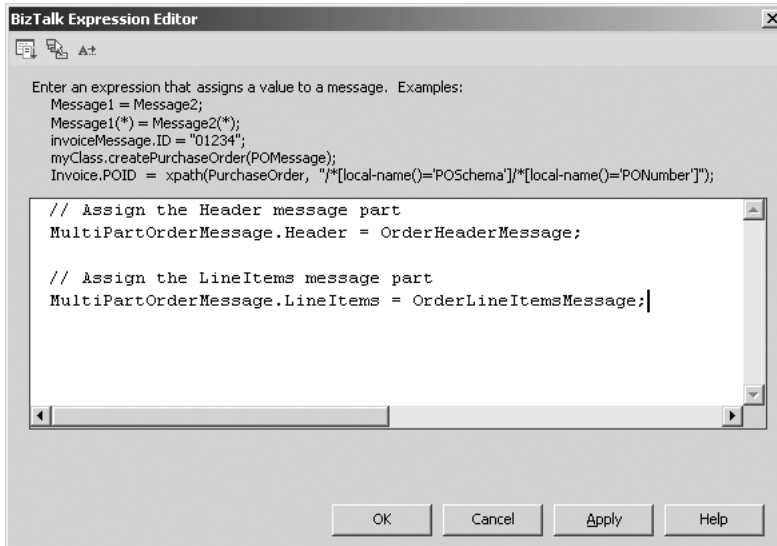 BizTalk Expression Editor
Enter an expression that assigns a value to a message.  Examples:
Message1 = Message2;
Message1(*) = Message2(*);
invoiceMessage.ID = "01234";
myClass.createPurchaseOrder(POMessage);
Invoice.POID  =  xpath(PurchaseOrder,  "/*[local-name()='POSchema']/*[local-name()='PONumber']");
// Assign the Header message part
MultiPartOrderMessage.Header = OrderHeaderMessage;
// Assign the LineItems message part
MultiPartOrderMessage.LineItems = OrderLineItemsMessage;
OK Cancel Apply Help